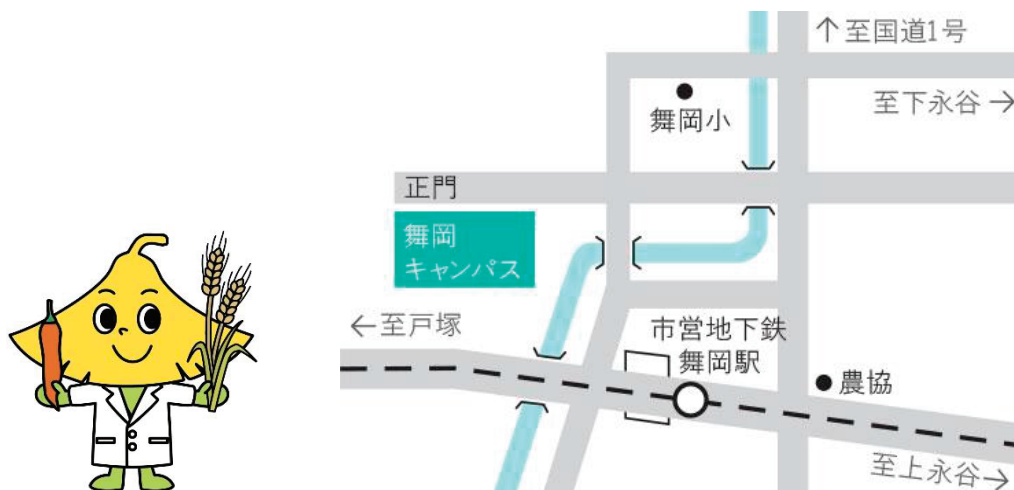 ↑至国道1号
至下永谷→
舞岡小
正門
舞岡
キャンパス
←至戸塚
市営地下鉄
舞岡駅
農協
至上永谷→